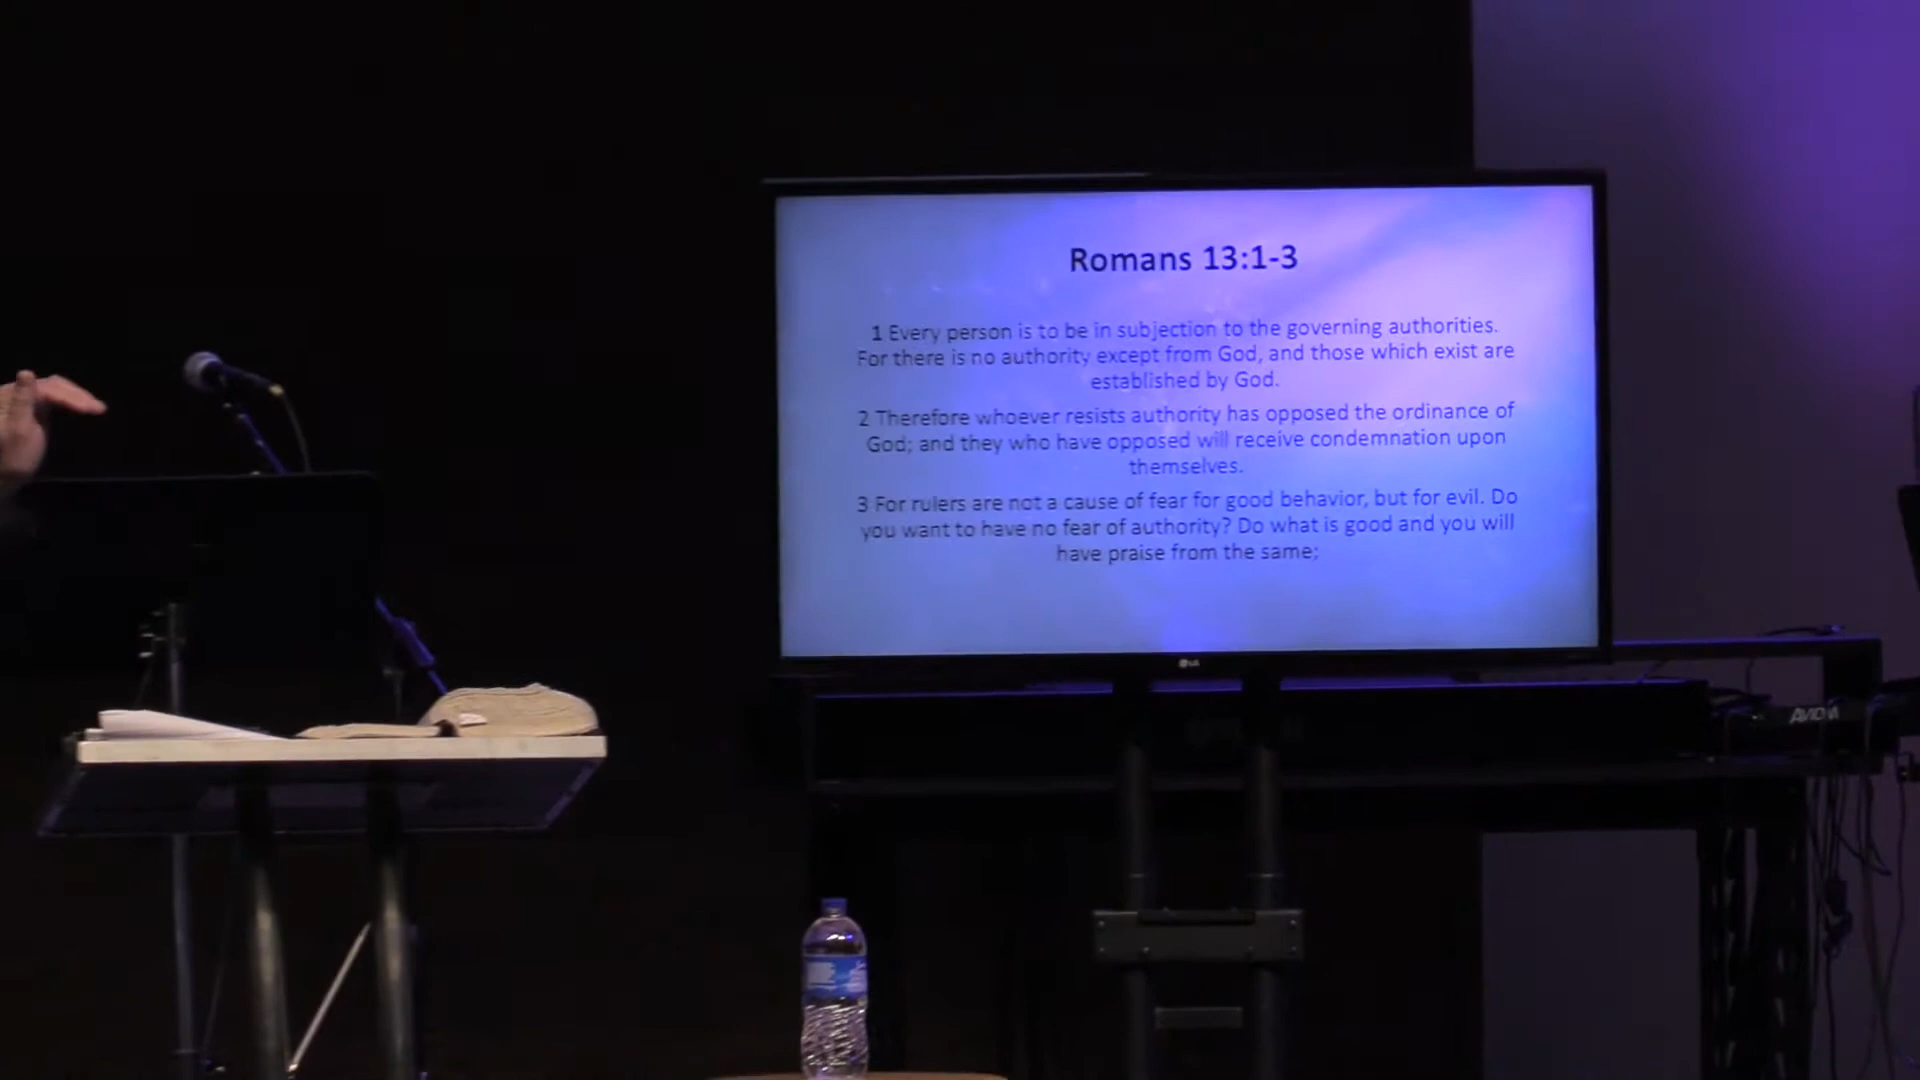 Romans 13:1-3
1 Every person is to be in subjection to the governing authorities.
For there is no authority except from God, and those which exist are
established by God.
2 Therefore whoever resists authority has opposed the ordinance of
God; and they who have opposed will receive condemnation upon
themselves.
3 For rulers are not a cause of fear for good behavior, but for evil. Do
you want to have no fear of authority? Do what is good and you will
have praise from the same;
LG